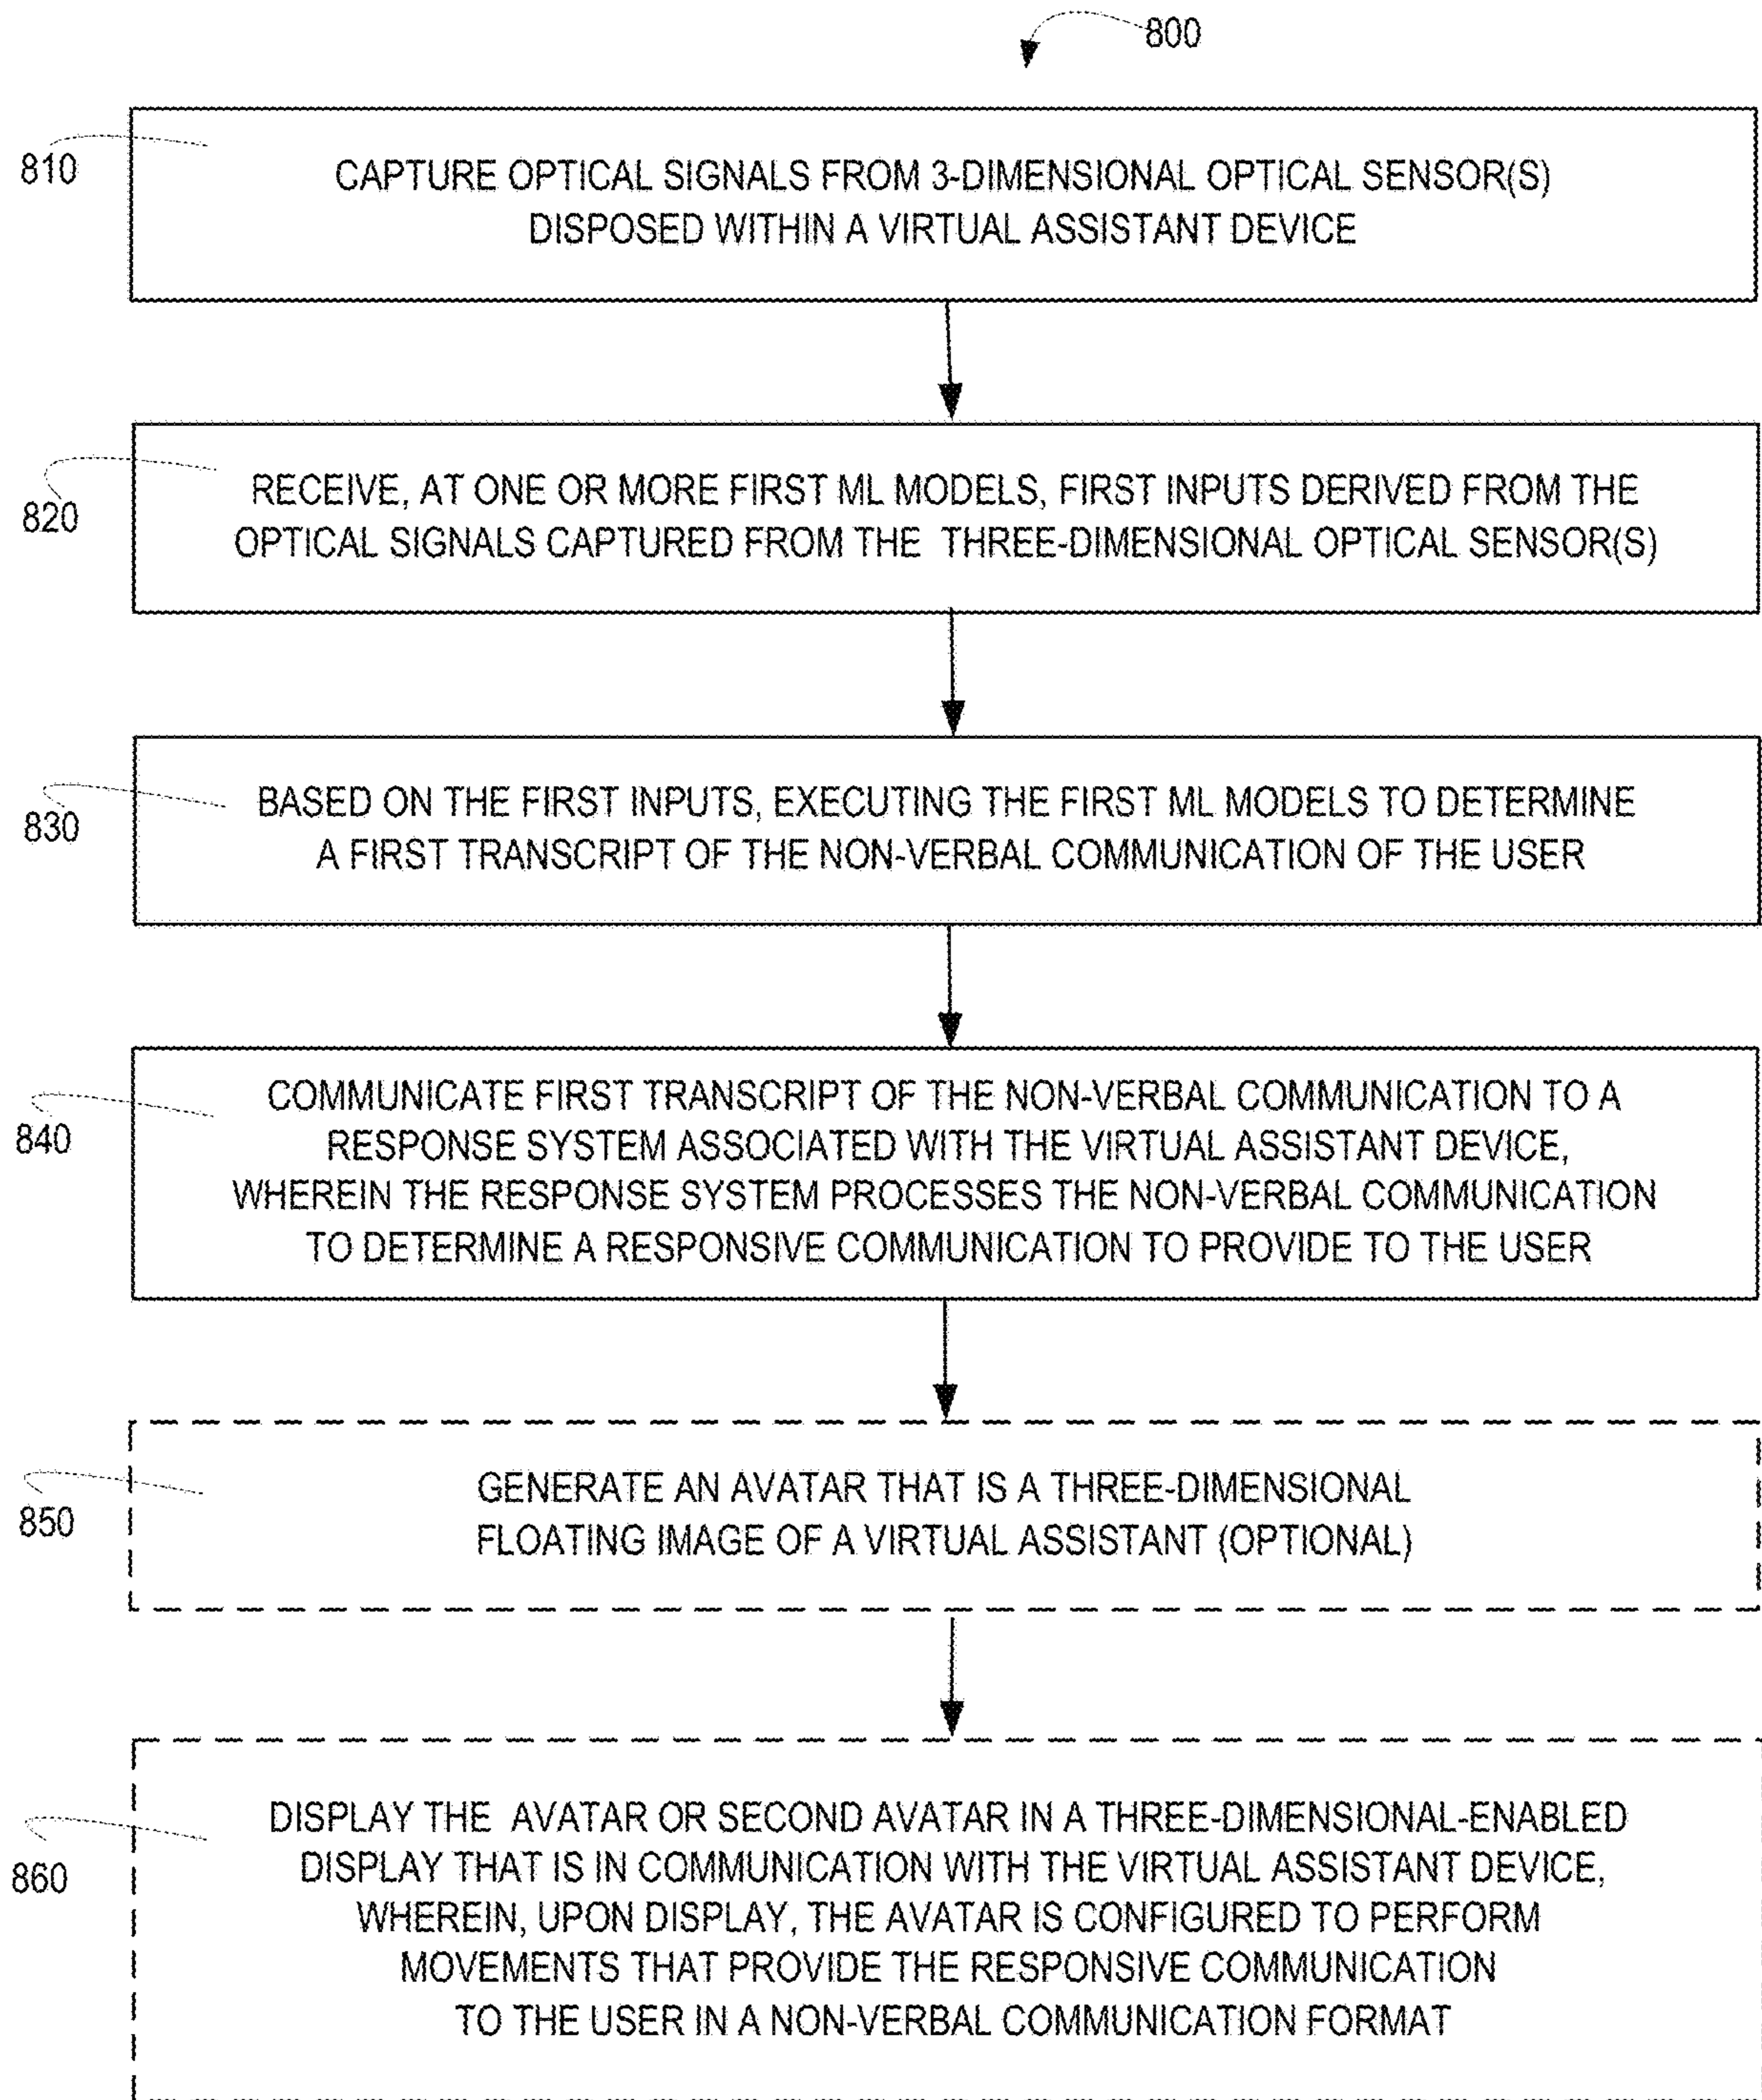 800
810
CAPTURE OPTICAL SIGNALS FROM 3-DIMENSIONAL OPTICAL SENSOR(S)
DISPOSED WITHIN A VIRTUAL ASSISTANT DEVICE
820
RECEIVE, AT ONE OR MORE FIRST ML MODELS, FIRST INPUTS DERIVED FROM THE
OPTICAL SIGNALS CAPTURED FROM THE THREE-DIMENSIONAL OPTICAL SENSOR(S)
830
BASED ON THE FIRST INPUTS, EXECUTING THE FIRST ML MODELS TO DETERMINE
A FIRST TRANSCRIPT OF THE NON-VERBAL COMMUNICATION OF THE USER
840
COMMUNICATE FIRST TRANSCRIPT OF THE NON-VERBAL COMMUNICATION TO A
RESPONSE SYSTEM ASSOCIATED WITH THE VIRTUAL ASSISTANT DEVICE,
WHEREIN THE RESPONSE SYSTEM PROCESSES THE NON-VERBAL COMMUNICATION
TO DETERMINE A RESPONSIVE COMMUNICATION TO PROVIDE TO THE USER
850
GENERATE AN AVATAR THAT IS A THREE-DIMENSIONAL
FLOATING IMAGE OF A VIRTUAL ASSISTANT (OPTIONAL)
860
DISPLAY THE AVATAR OR SECOND AVATAR IN A THREE-DIMENSIONAL-ENABLED
DISPLAY THAT IS IN COMMUNICATION WITH THE VIRTUAL ASSISTANT DEVICE,
WHEREIN, UPON DISPLAY, THE AVATAR IS CONFIGURED TO PERFORM
MOVEMENTS THAT PROVIDE THE RESPONSIVE COMMUNICATION
TO THE USER IN A NON-VERBAL COMMUNICATION FORMAT